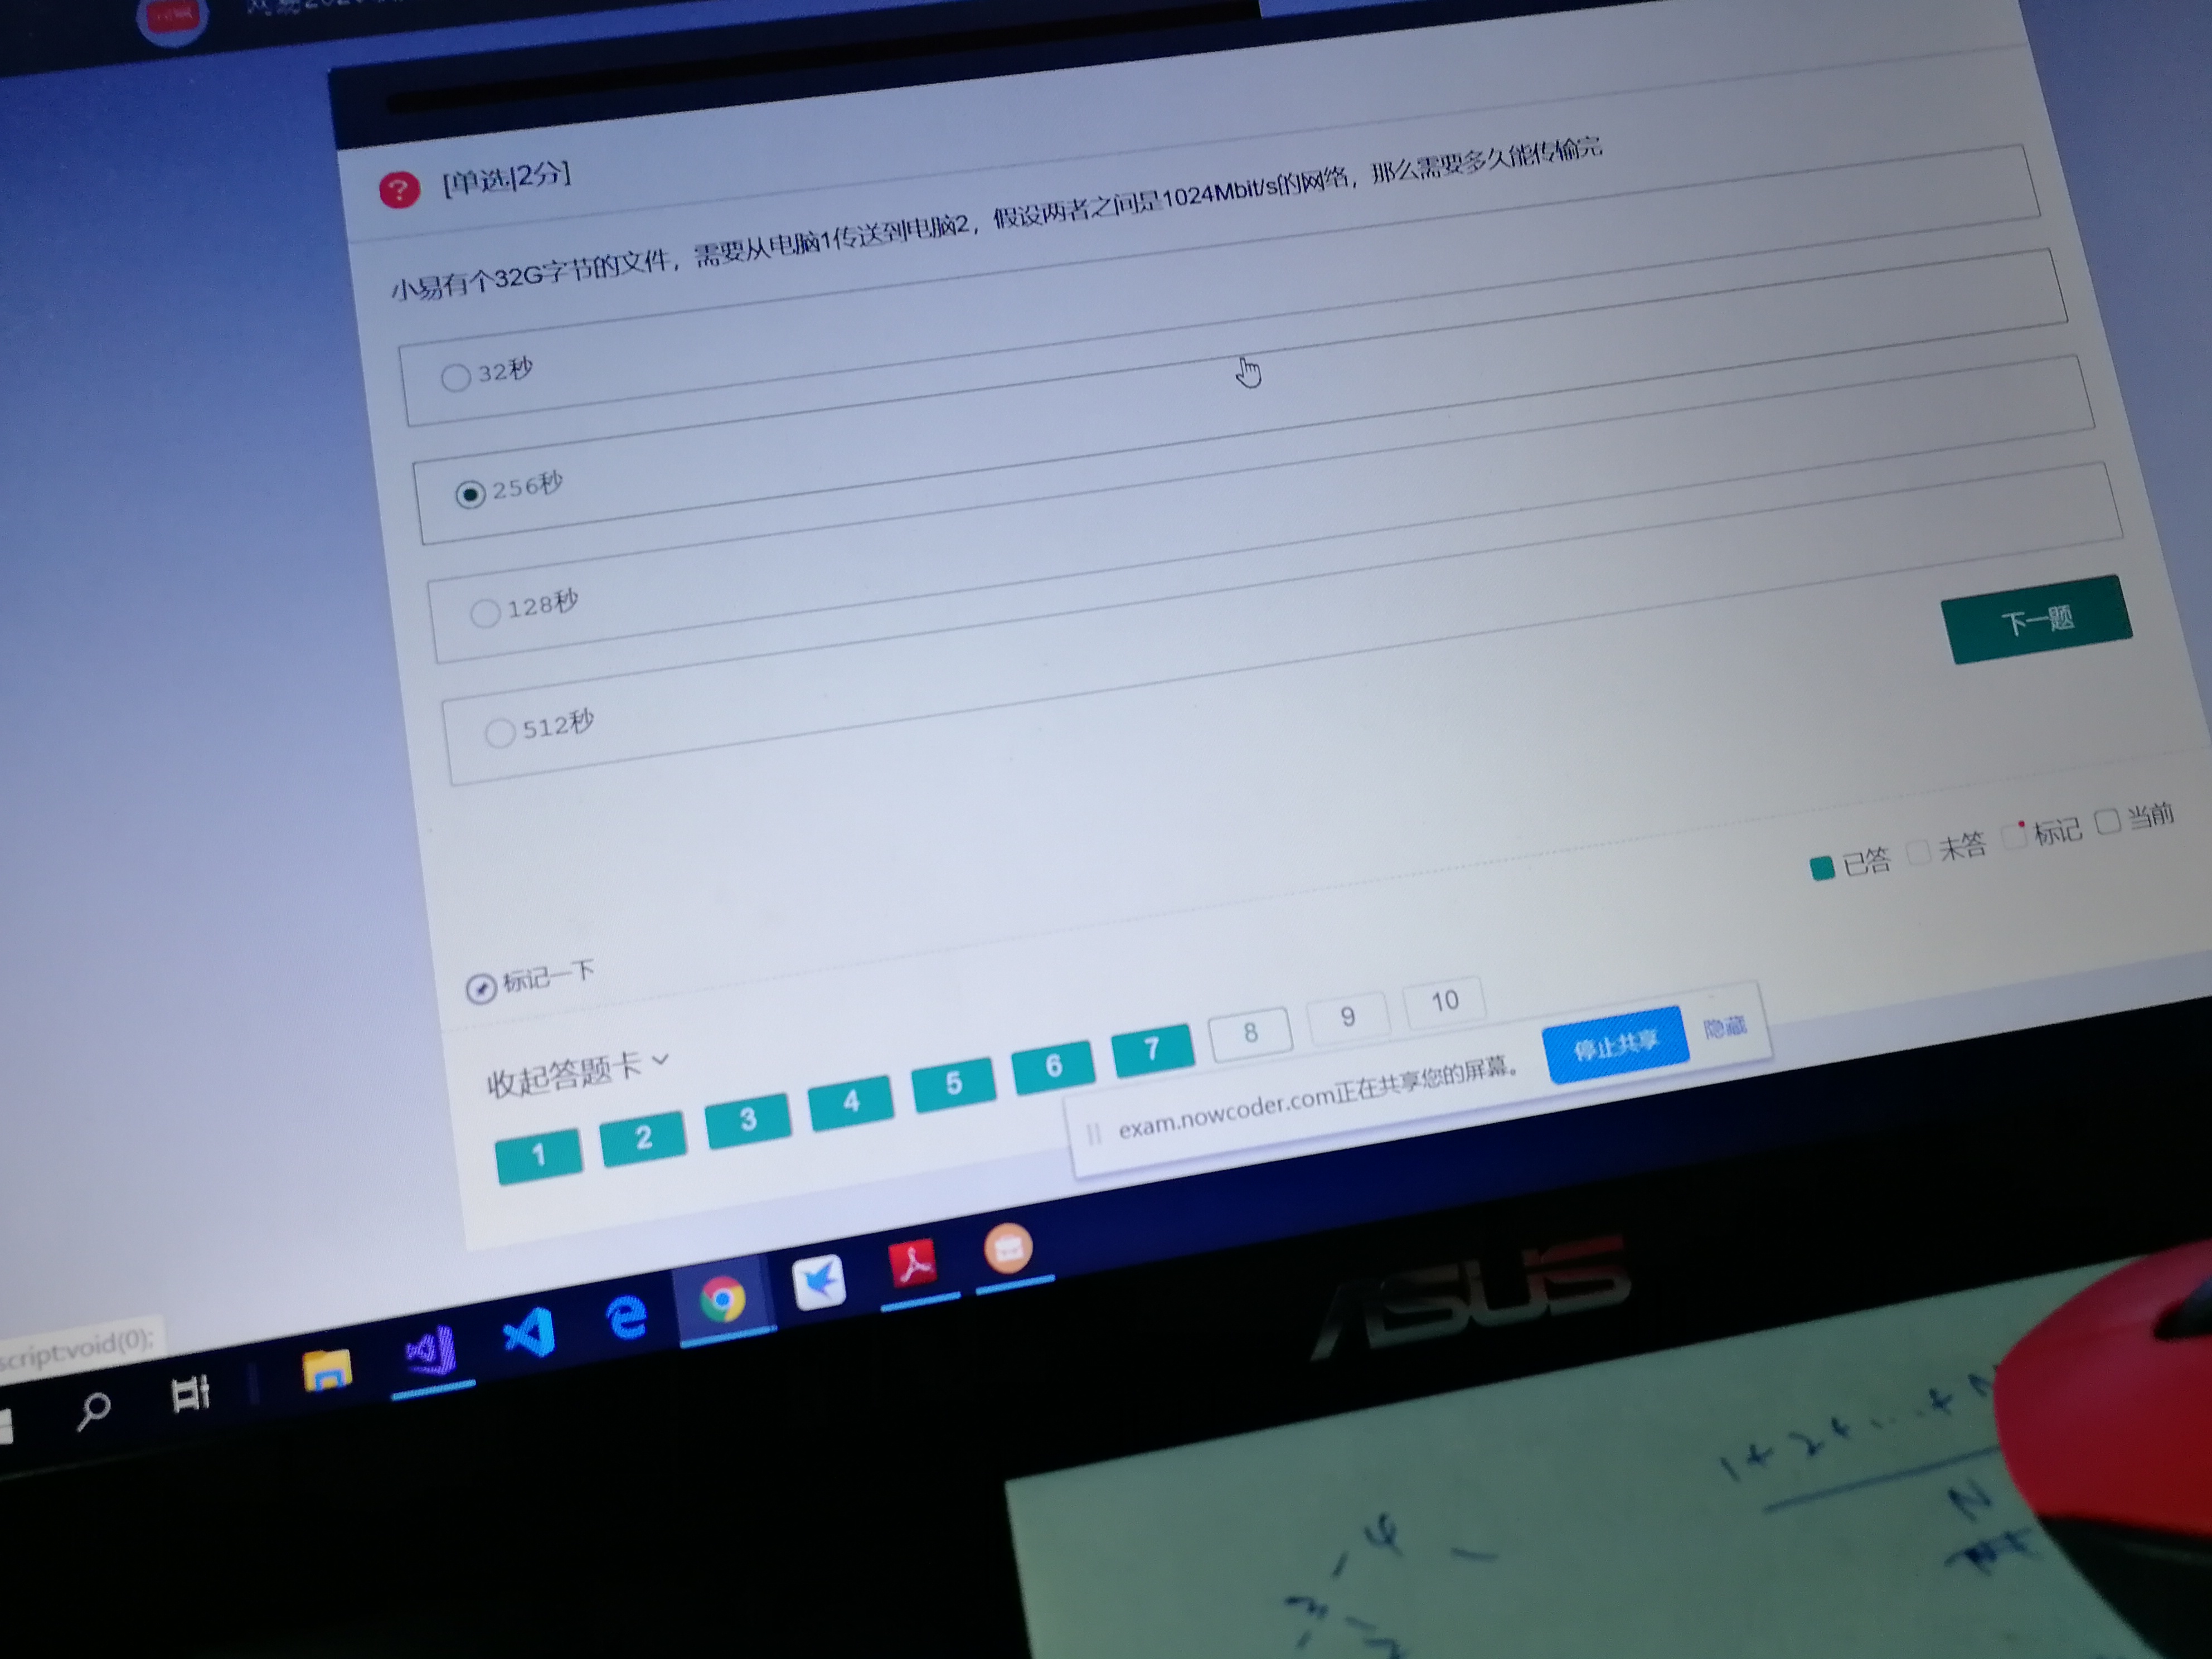 [单选|2分]
小易有个32G字节的文件，需要从电脑1传送到电脑2，假设两者之间是1024Mbit/s的网络，那么需要多久能传输完
32秒
256秒
128秒
512秒
下一题
已答 未答 标记 当前
标记一下
收起答题卡
1 2 3 4 5 6 7 8 9 10
exam.nowcoder.com正在共享您的屏幕。 停止共享 隐藏
script:void(0);
ASUS
1+2+...+N
N
4